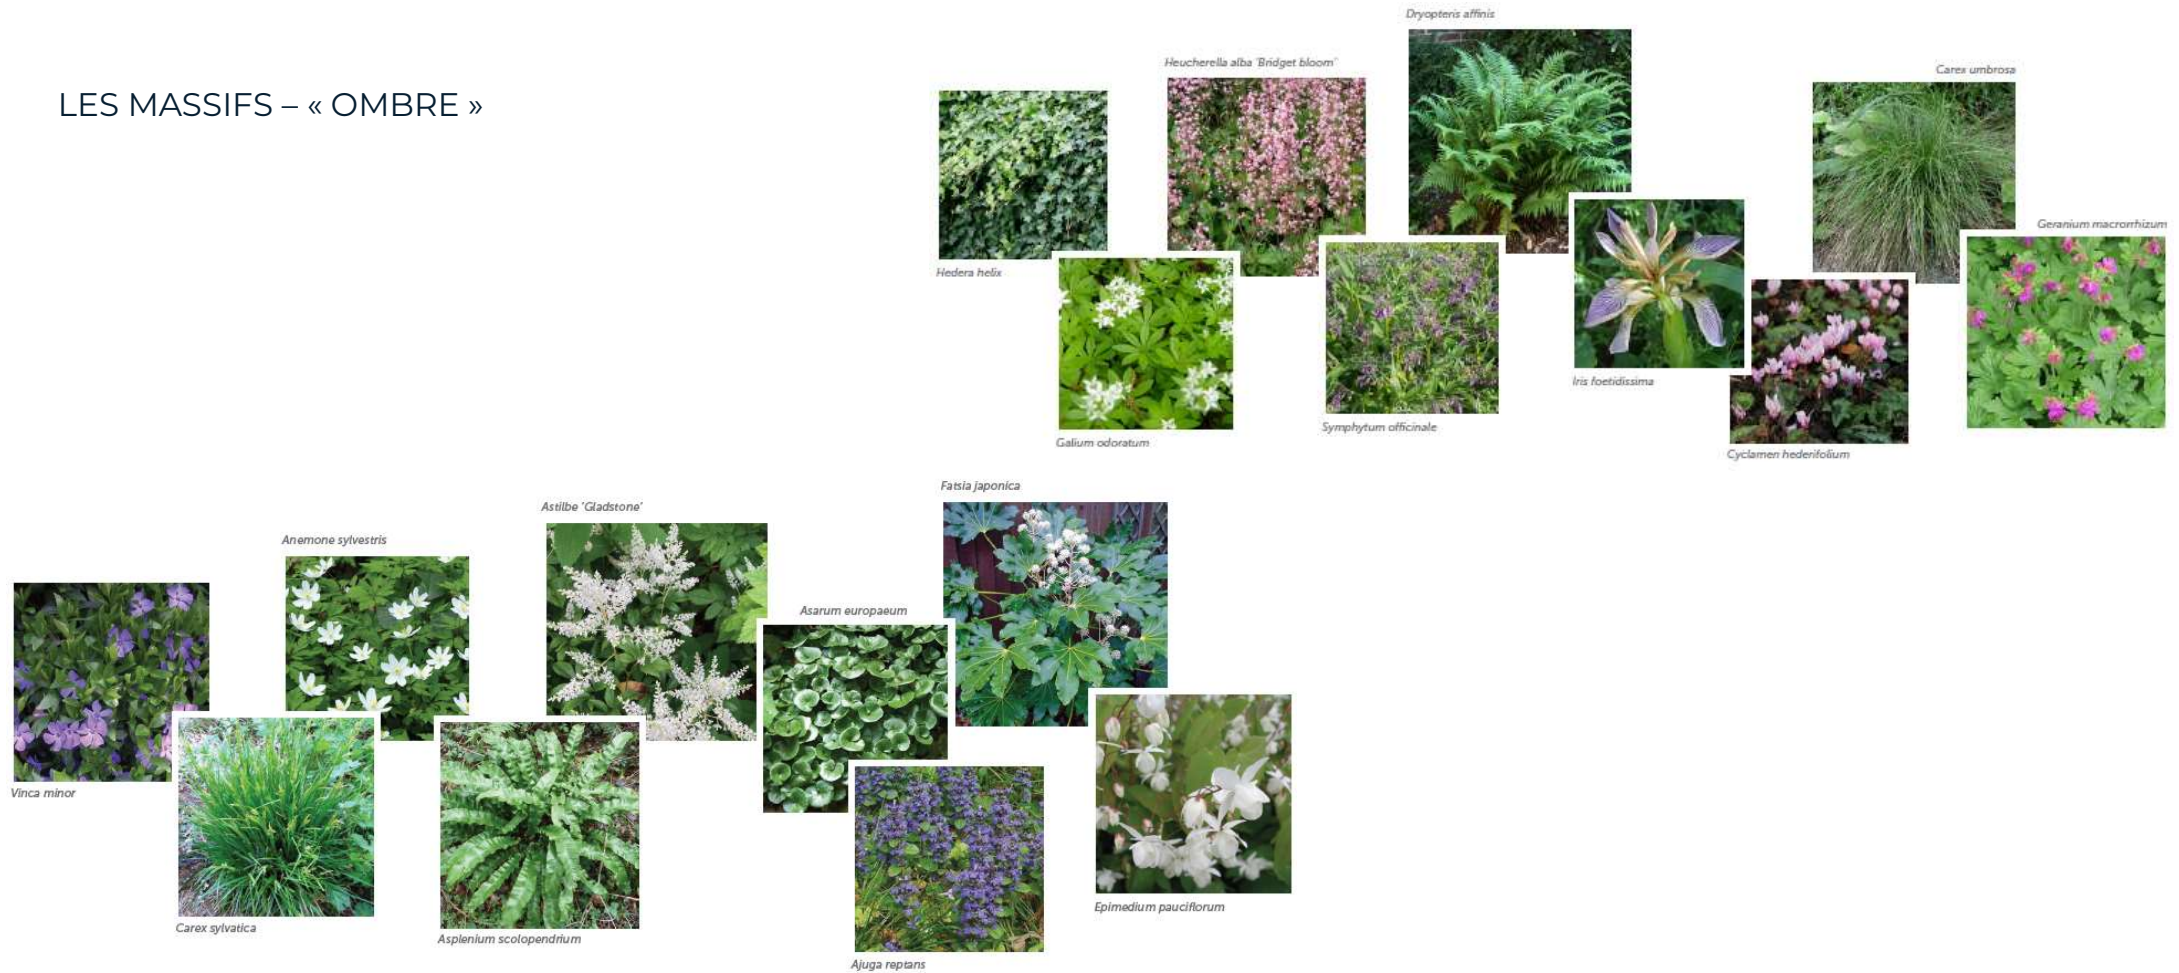 LES MASSIFS – « OMBRE »
Dryopteris affinis
Heucherella alba 'Bridget bloom'
Carex umbrosa
Geranium macrorrhizum
Hedera helix
Iris foetidissima
Symphytum officinale
Galium odoratum
Cyclamen hederifolium
Fatsia japonica
Astilbe 'Gladstone'
Anemone sylvestris
Asarum europaeum
Vinca minor
Epimedium pauciflorum
Carex sylvatica
Asplenium scolopendrium
Ajuga reptans